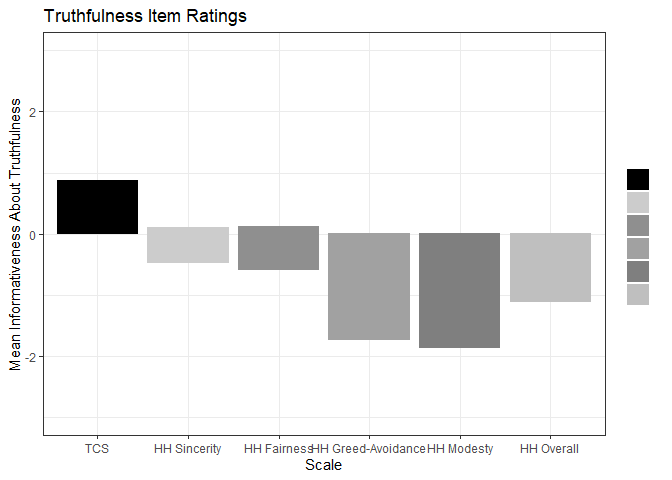 Truthfulness Item Ratings
Mean Informativeness About Truthfulness
2
0
-2
TCS
HH Sincerity
HH Fairness
HH Greed-Avoidance
HH Modesty
HH Overall
Scale